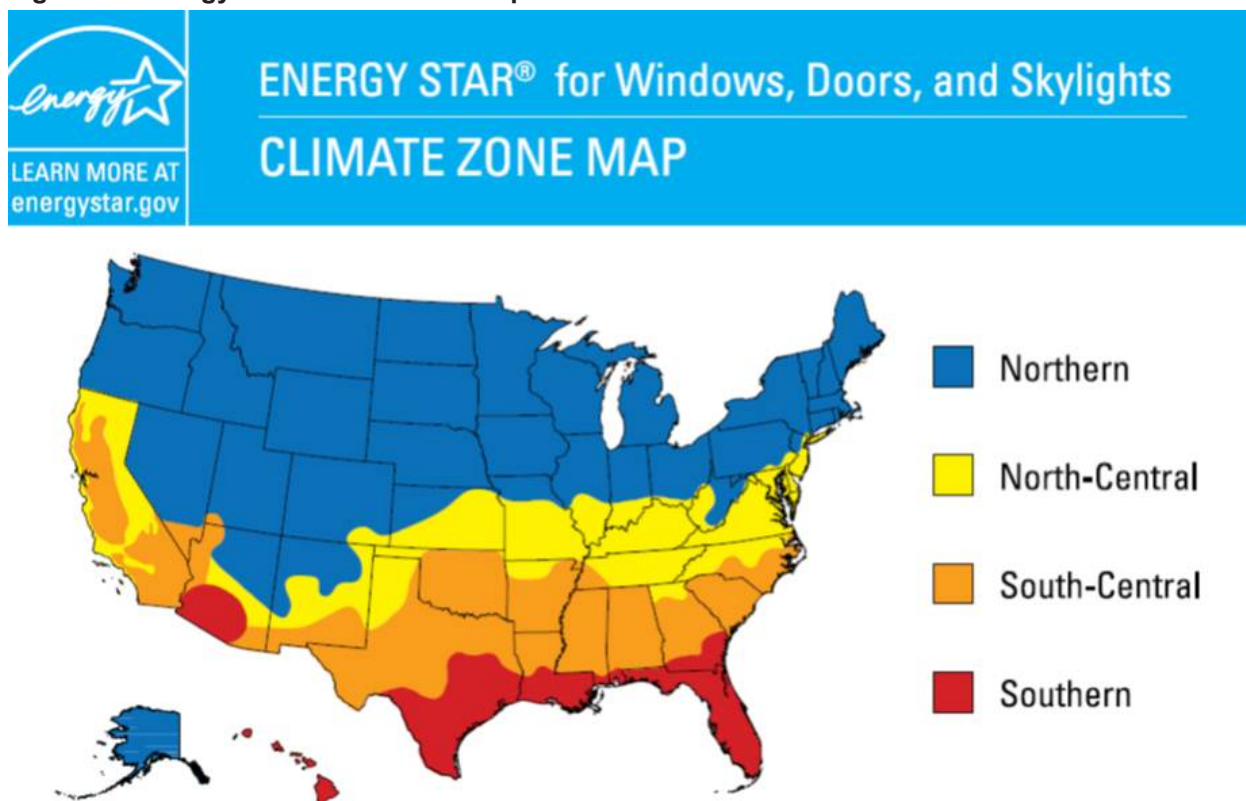 energy
LEARN MORE AT
energystar.gov
ENERGY STAR® for Windows, Doors, and Skylights
CLIMATE ZONE MAP
Northern
North-Central
South-Central
Southern